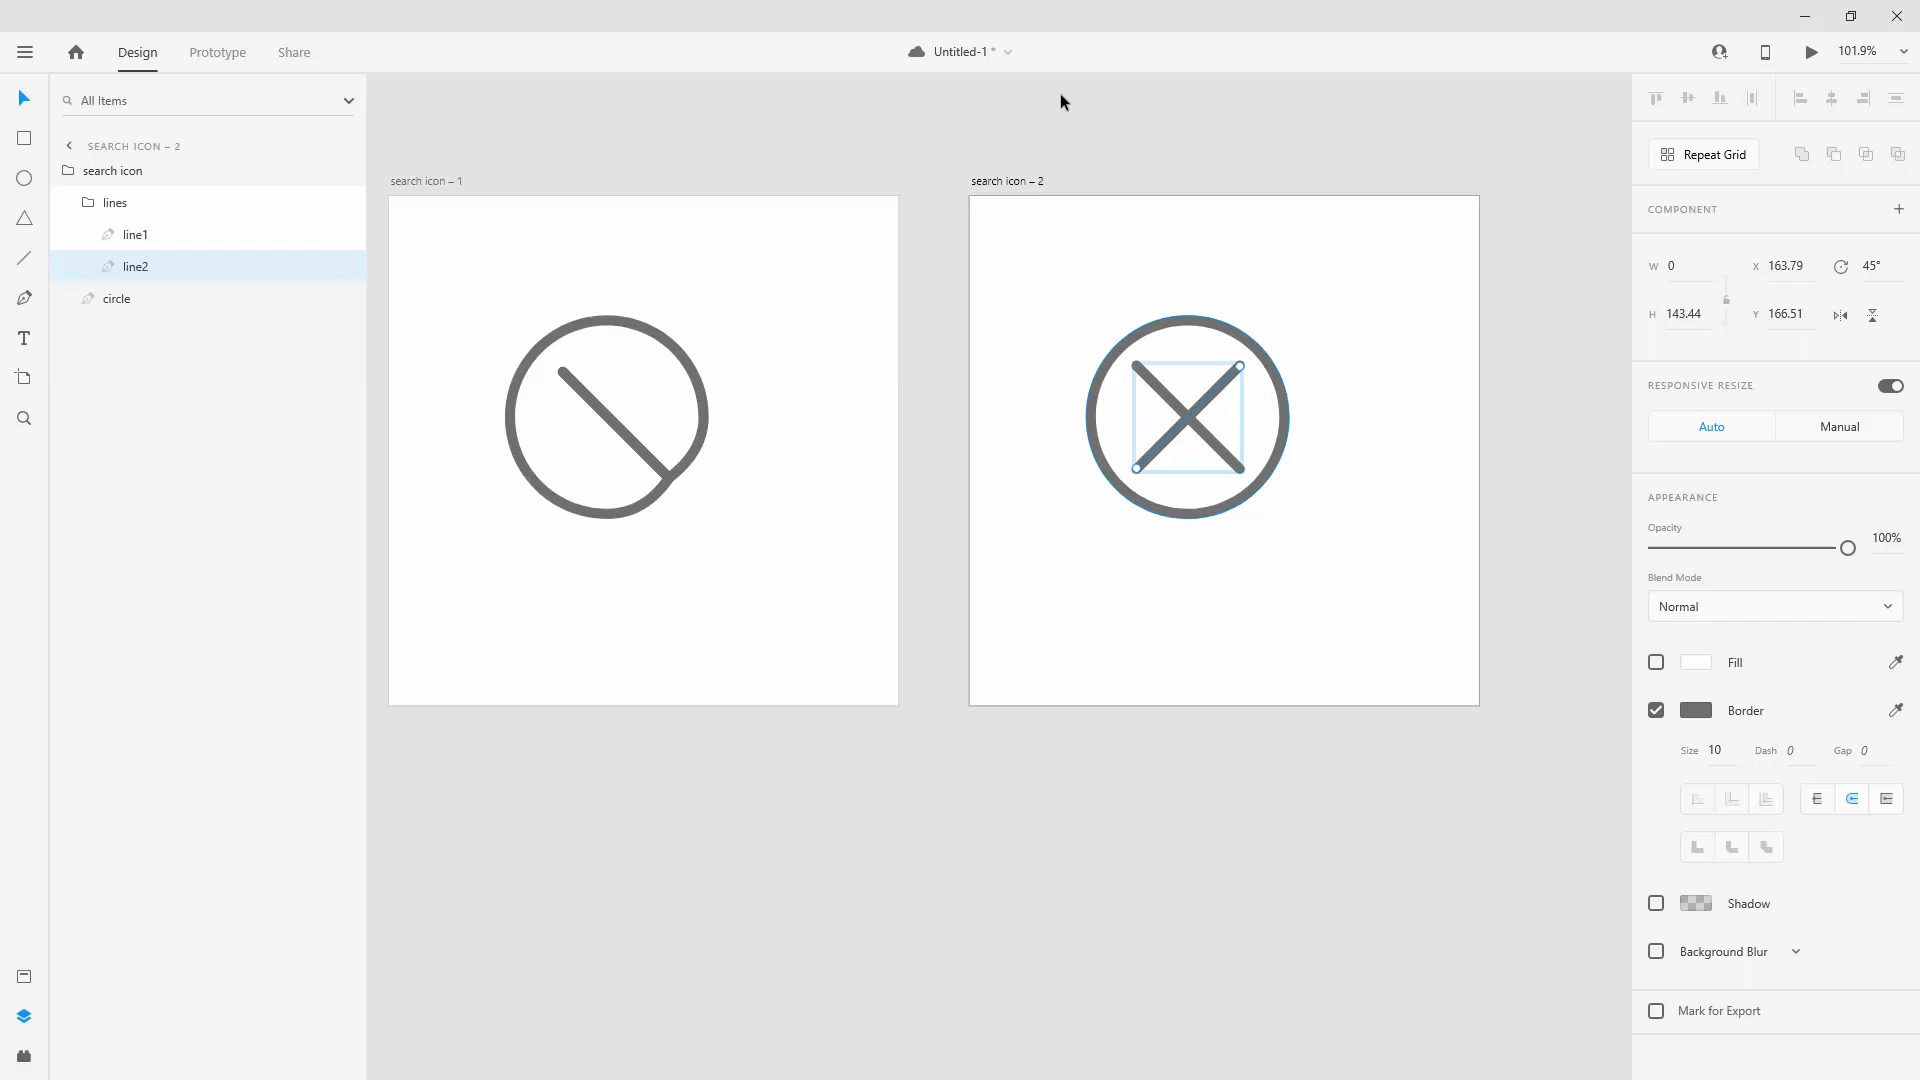 Design
Prototype
Share
Untitled-1 *
101.9%
All Items
SEARCH ICON – 2
search icon
lines
line1
line2
circle
search icon – 1
search icon – 2
Repeat Grid
COMPONENT
W 0
X 163.79
45°
H 143.44
Y 166.51
RESPONSIVE RESIZE
Auto
Manual
APPEARANCE
Opacity
100%
Blend Mode
Normal
Fill
Border
Size 10
Dash 0
Gap 0
Shadow
Background Blur
Mark for Export